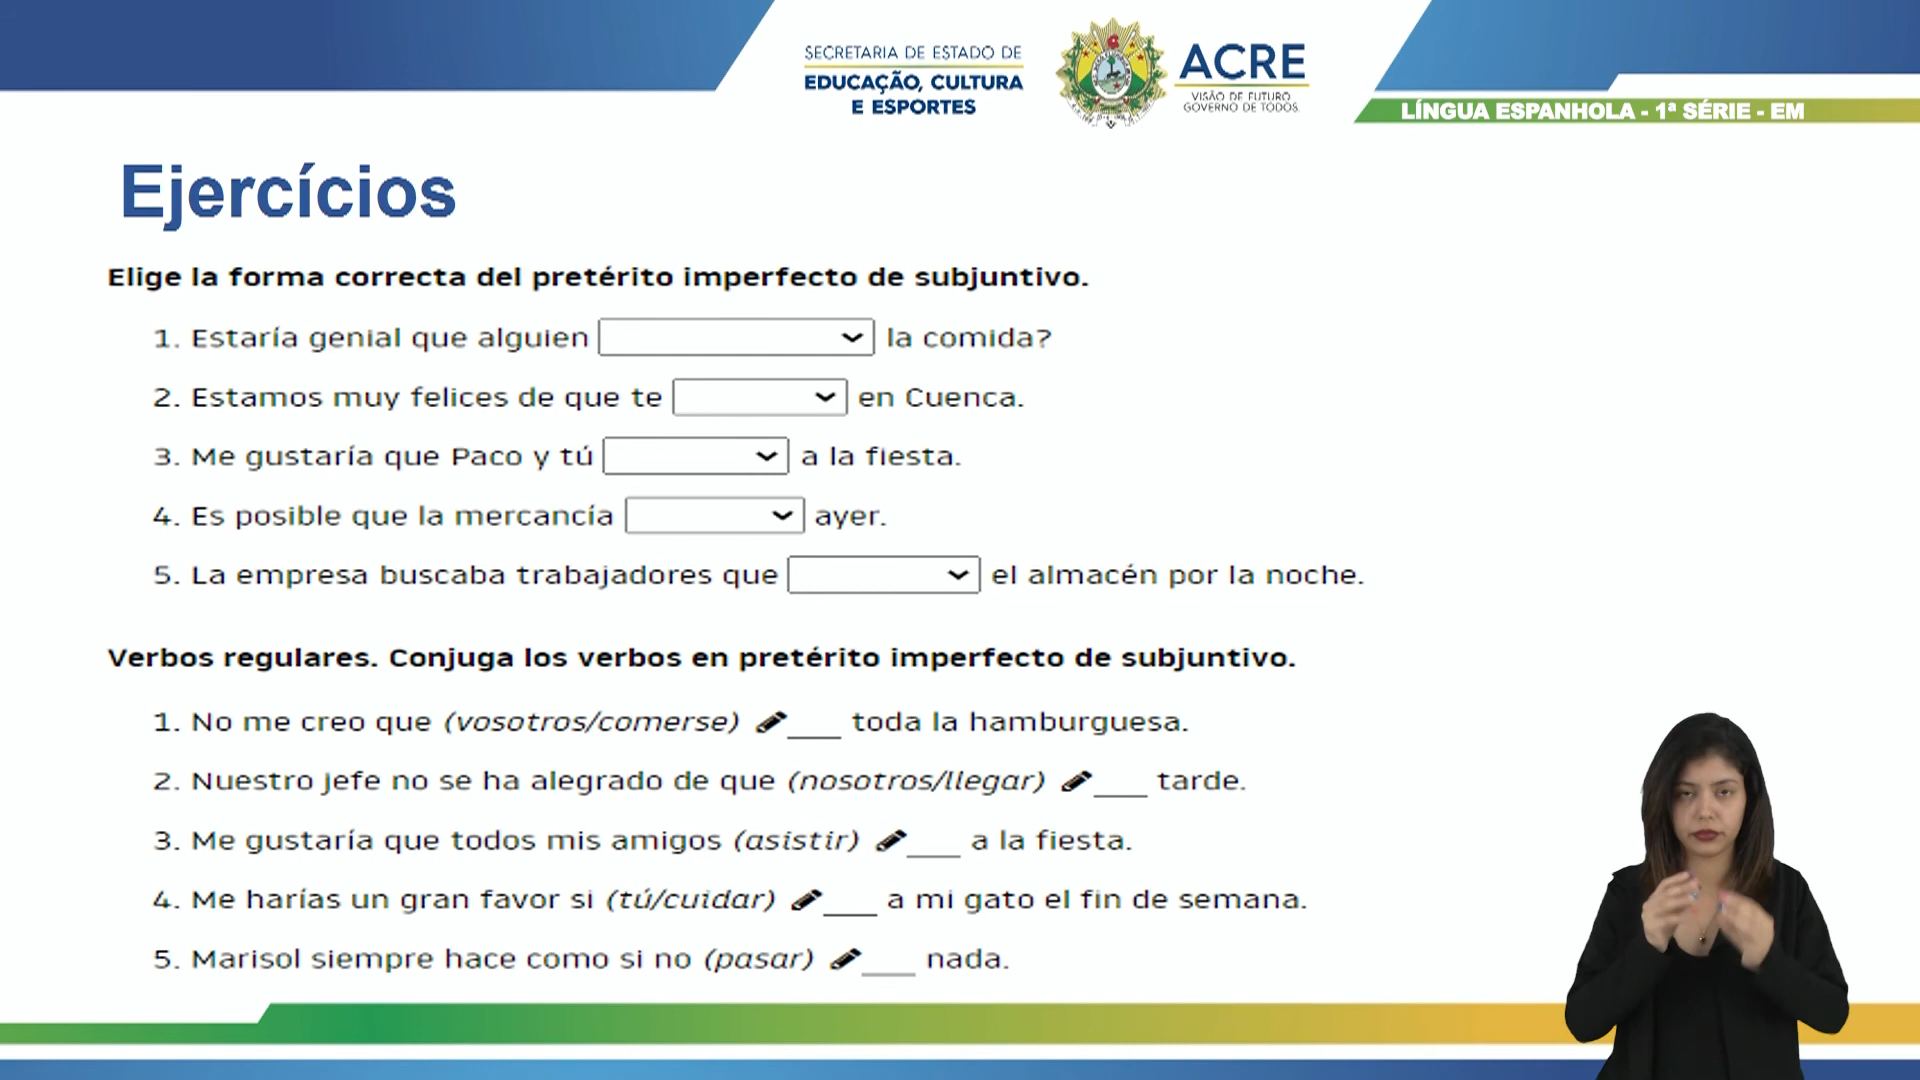 SECRETARIA DE ESTADO DE
EDUCAÇÃO, CULTURA
E ESPORTES
ACRE
VISÃO DE FUTURO
GOVERNO DE TODOS.
LÍNGUA ESPANHOLA - 1ª SÉRIE - EM
Ejercícios
Elige la forma correcta del pretérito imperfecto de subjuntivo.
1. Estaría genial que alguien la comida?
2. Estamos muy felices de que te en Cuenca.
3. Me gustaría que Paco y tú a la fiesta.
4. Es posible que la mercancía ayer.
5. La empresa buscaba trabajadores que el almacén por la noche.
Verbos regulares. Conjuga los verbos en pretérito imperfecto de subjuntivo.
1. No me creo que (vosotros/comerse) ___ toda la hamburguesa.
2. Nuestro jefe no se ha alegrado de que (nosotros/llegar) ___ tarde.
3. Me gustaría que todos mis amigos (asistir) ___ a la fiesta.
4. Me harías un gran favor si (tú/cuidar) ___ a mi gato el fin de semana.
5. Marisol siempre hace como si no (pasar) ___ nada.